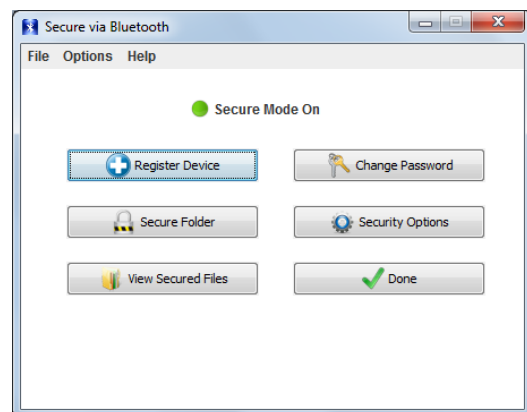 Secure via Bluetooth
File Options Help
Secure Mode On
Register Device Change Password
Secure Folder Security Options
View Secured Files Done